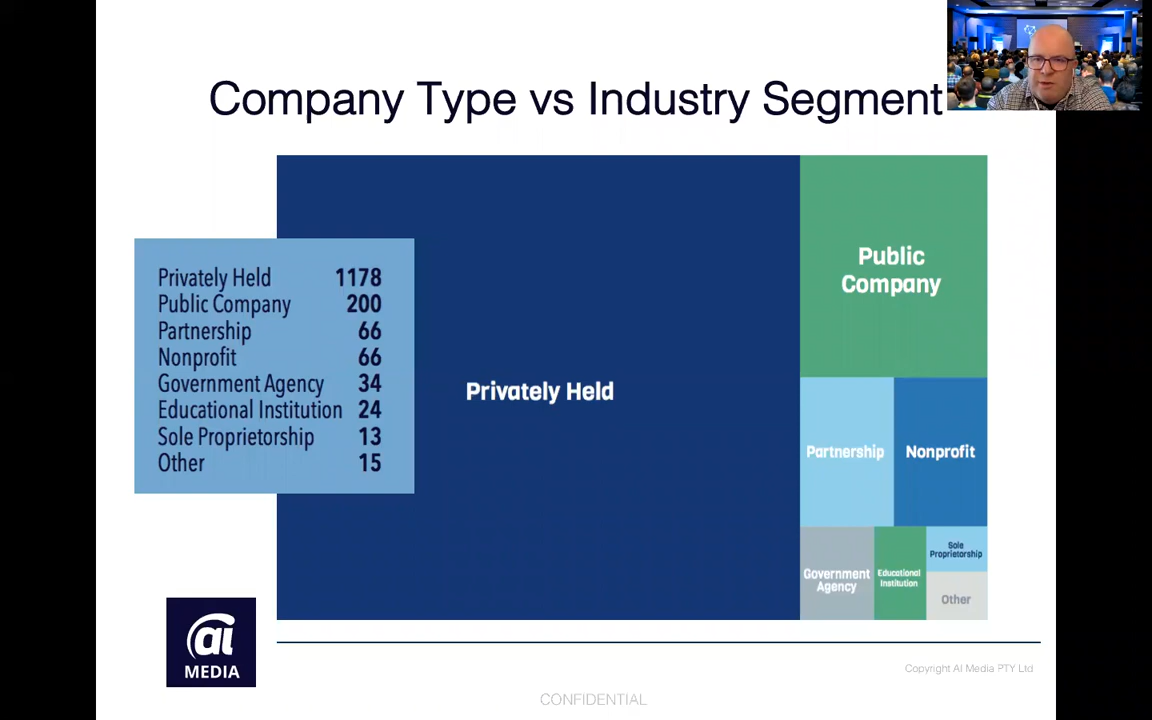 Company Type vs Industry Segment
Privately Held 1178
Public Company 200
Partnership 66
Nonprofit 66
Government Agency 34
Educational Institution 24
Sole Proprietorship 13
Other 15
Privately Held
Public
Company
Partnership
Nonprofit
Government
Agency
Educational
Institution
Sole
Proprietorship
Other
ai
MEDIA
Copyright AI Media PTY Ltd
CONFIDENTIAL